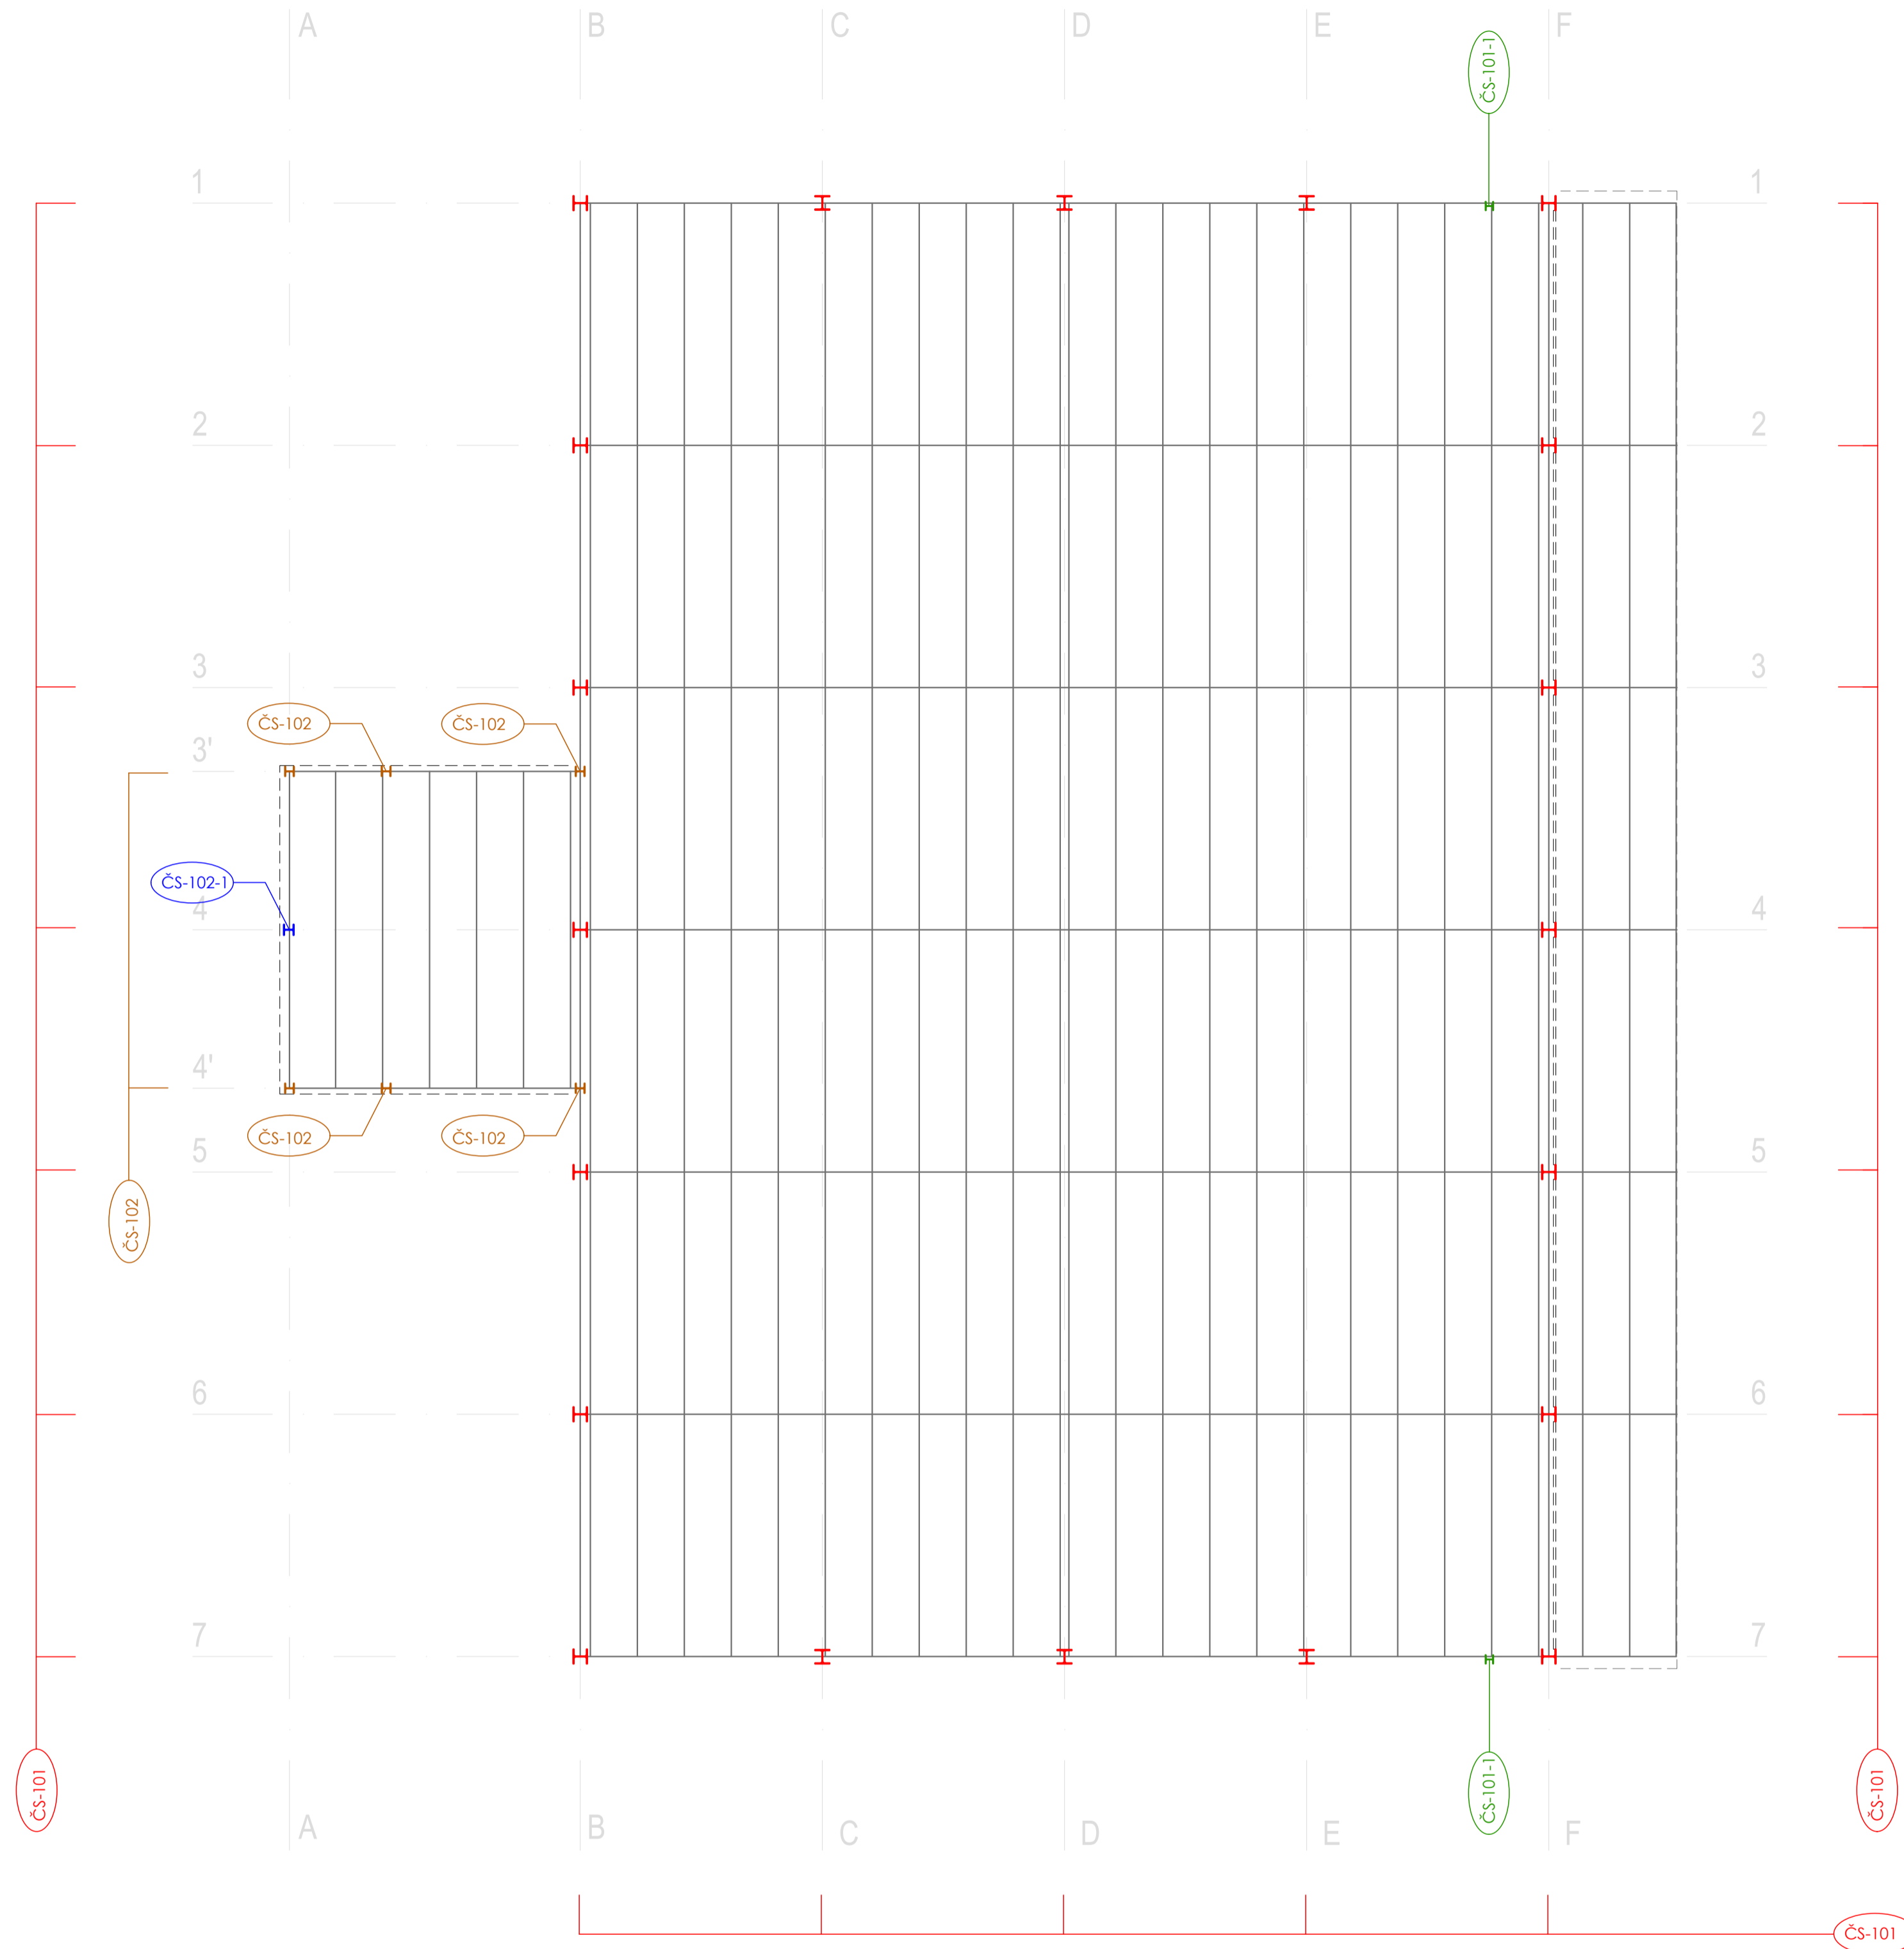 A B C D E F
ČS-101-1
1 1
2 2
3 3
ČS-102 ČS-102
3'
ČS-102-1
4 4
4'
ČS-102 ČS-102
5 5
ČS-102
6 6
7 7
ČS-101 ČS-101-1 ČS-101
A B C D E F
ČS-101